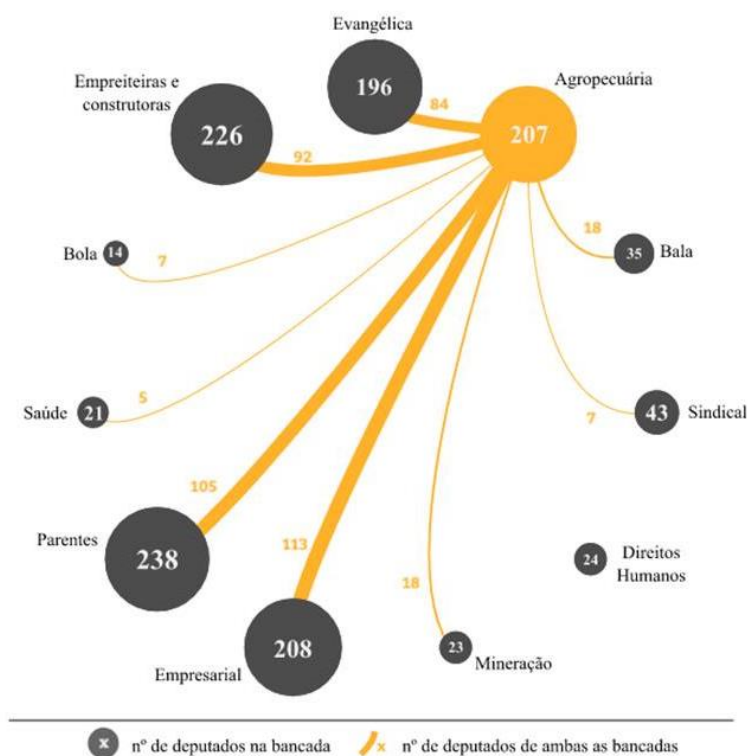 Evangélica
Empreiteiras e
construtoras
Agropecuária
196
84
226
207
92
Bola
14
7
18
35
Bala
Saúde
21
5
43
Sindical
7
105
Parentes
238
113
24
Direitos
Humanos
18
208
23
Empresarial
Mineração
x nº de deputados na bancada
x nº de deputados de ambas as bancadas